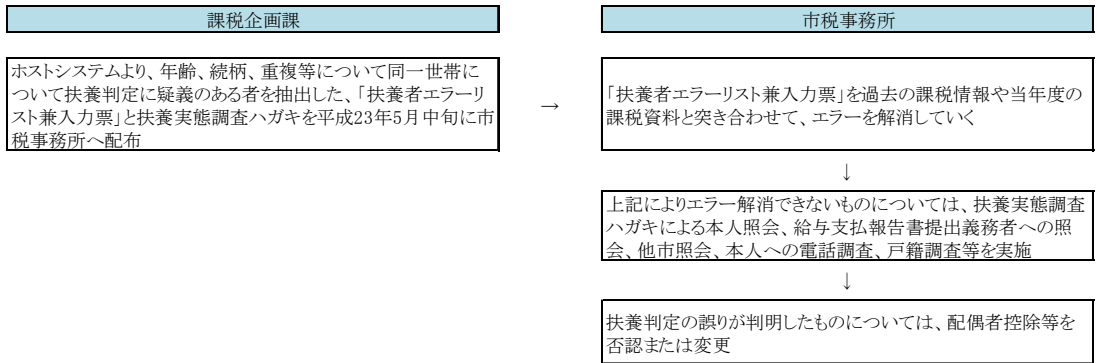 課税企画課
市税事務所
ホストシステムより、年齢、続柄、重複等について同一世帯に
ついて扶養判定に疑義のある者を抽出した、「扶養者エラーリ
スト兼入力票」と扶養実態調査ハガキを平成23年5月中旬に市
税事務所へ配布
→
「扶養者エラーリスト兼入力票」を過去の課税情報や当年度の
課税資料と突き合わせて、エラーを解消していく
↓
上記によりエラー解消できないものについては、扶養実態調査
ハガキによる本人照会、給与支払報告書提出義務者への照
会、他市照会、本人への電話調査、戸籍調査等を実施
↓
扶養判定の誤りが判明したものについては、配偶者控除等を
否認または変更